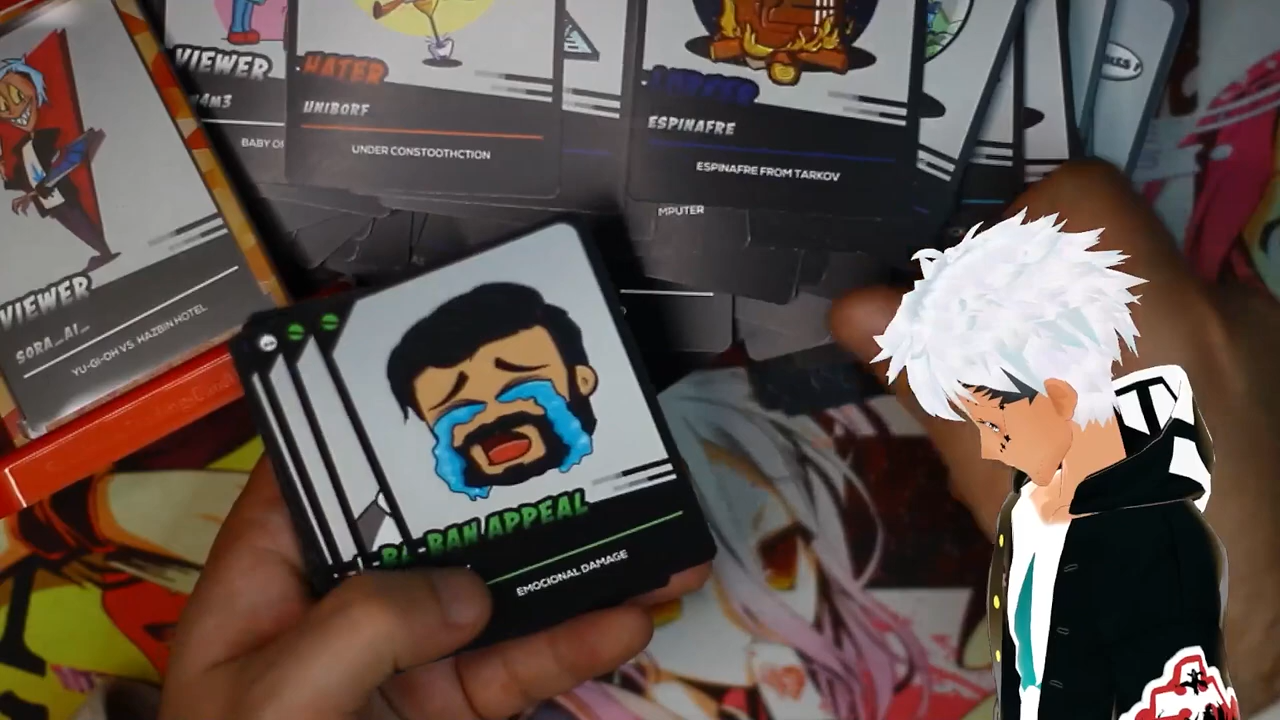 VIEWER
BABY
HATER
UNIBORF
UNDER CONSTOOTHCTION
ESPINAFRE
ESPINAFRE FROM TARKOV
MPUTER
VIEWER
SORA_AI_
YU-GI-OH VS. HAZBIN HOTEL
BAN APPEAL
EMOCIONAL DAMAGE